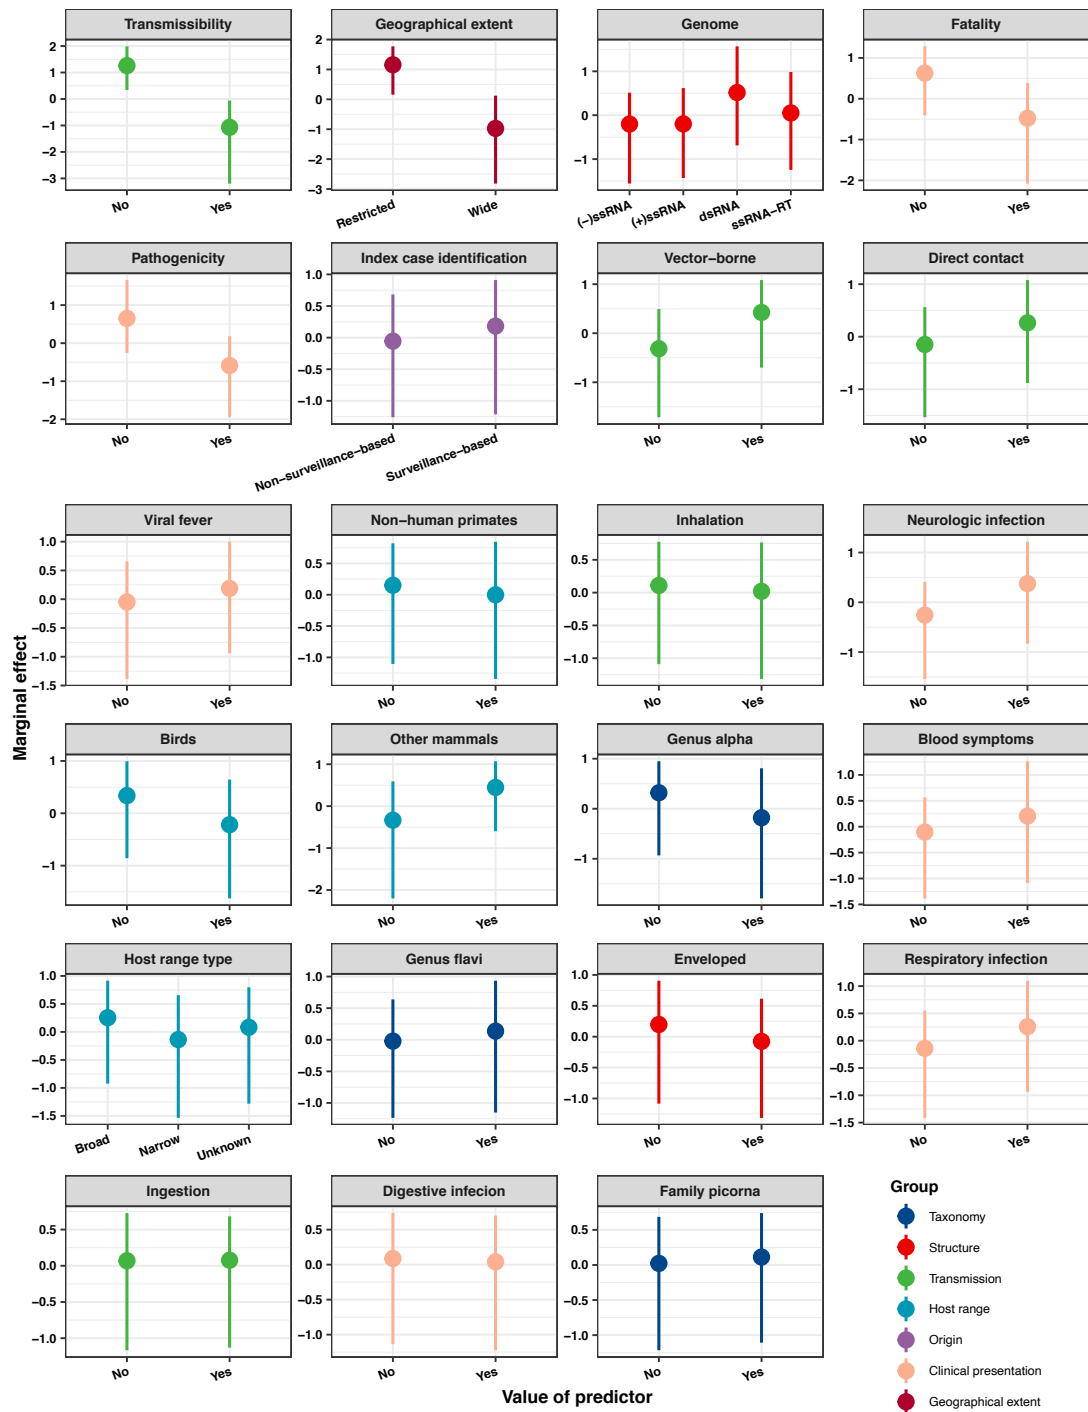 Transmissibility
2
1
0
−1
−2
−3
No
Yes
Geographical extent
2
1
0
−1
−2
−3
Restricted
Wide
Genome
1
0
−1
(−)ssRNA
(+)ssRNA
dsRNA
ssRNA−RT
Fatality
1
0
−1
−2
No
Yes
Pathogenicity
1
0
−1
−2
No
Yes
Index case identification
1.0
0.5
0.0
−0.5
−1.0
Non−surveillance−based
Surveillance−based
Vector−borne
1
0
−1
No
Yes
Direct contact
1
0
−1
No
Yes
Marginal effect
Viral fever
1.0
0.5
0.0
−0.5
−1.0
−1.5
No
Yes
Non−human primates
0.5
0.0
−0.5
−1.0
No
Yes
Inhalation
0.5
0.0
−0.5
−1.0
No
Yes
Neurologic infection
1
0
−1
No
Yes
Birds
1
0
−1
No
Yes
Other mammals
1
0
−1
−2
No
Yes
Genus alpha
1
0
−1
No
Yes
Blood symptoms
1.0
0.5
0.0
−0.5
−1.0
−1.5
No
Yes
Host range type
1.0
0.5
0.0
−0.5
−1.0
−1.5
Broad
Narrow
Unknown
Genus flavi
1.0
0.5
0.0
−0.5
−1.0
No
Yes
Enveloped
1.0
0.5
0.0
−0.5
−1.0
No
Yes
Respiratory infection
1.0
0.5
0.0
−0.5
−1.0
−1.5
No
Yes
Ingestion
0.5
0.0
−0.5
−1.0
No
Yes
Digestive infecion
0.5
0.0
−0.5
−1.0
No
Yes
Family picorna
0.5
0.0
−0.5
−1.0
No
Yes
Value of predictor
Group
Taxonomy
Structure
Transmission
Host range
Origin
Clinical presentation
Geographical extent